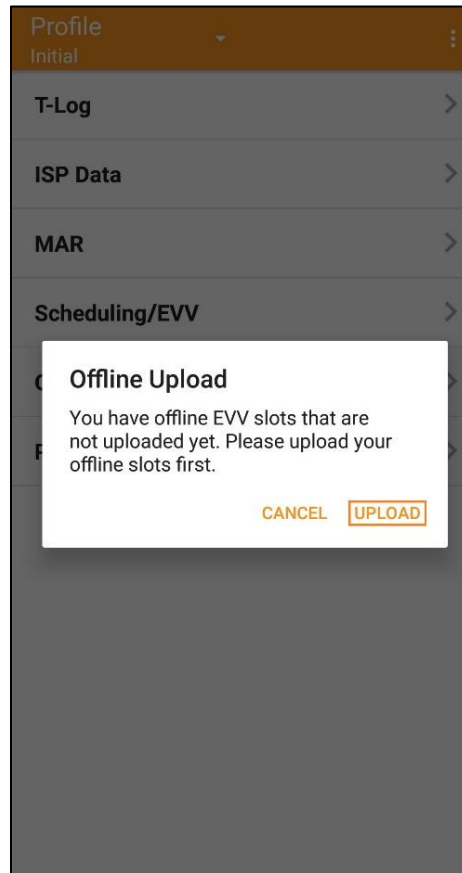 Profile
Initial
T-Log
ISP Data
MAR
Scheduling/EVV
Offline Upload
You have offline EVV slots that are
not uploaded yet. Please upload your
offline slots first.
CANCEL UPLOAD